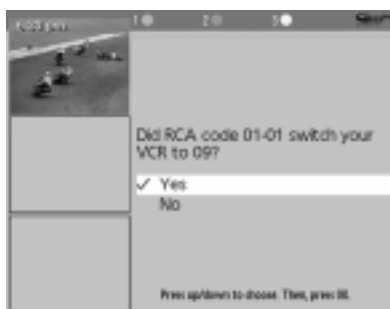 1 2 3
Did RCA code 01-01 switch your
VCR to 09?
✓ Yes
No
Press up/down to choose. Then, press OK.